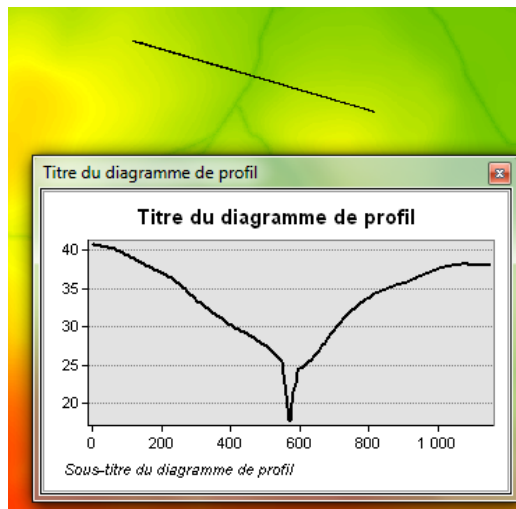 Titre du diagramme de profil
Titre du diagramme de profil
40
35
30
25
20
0 200 400 600 800 1 000
Sous-titre du diagramme de profil